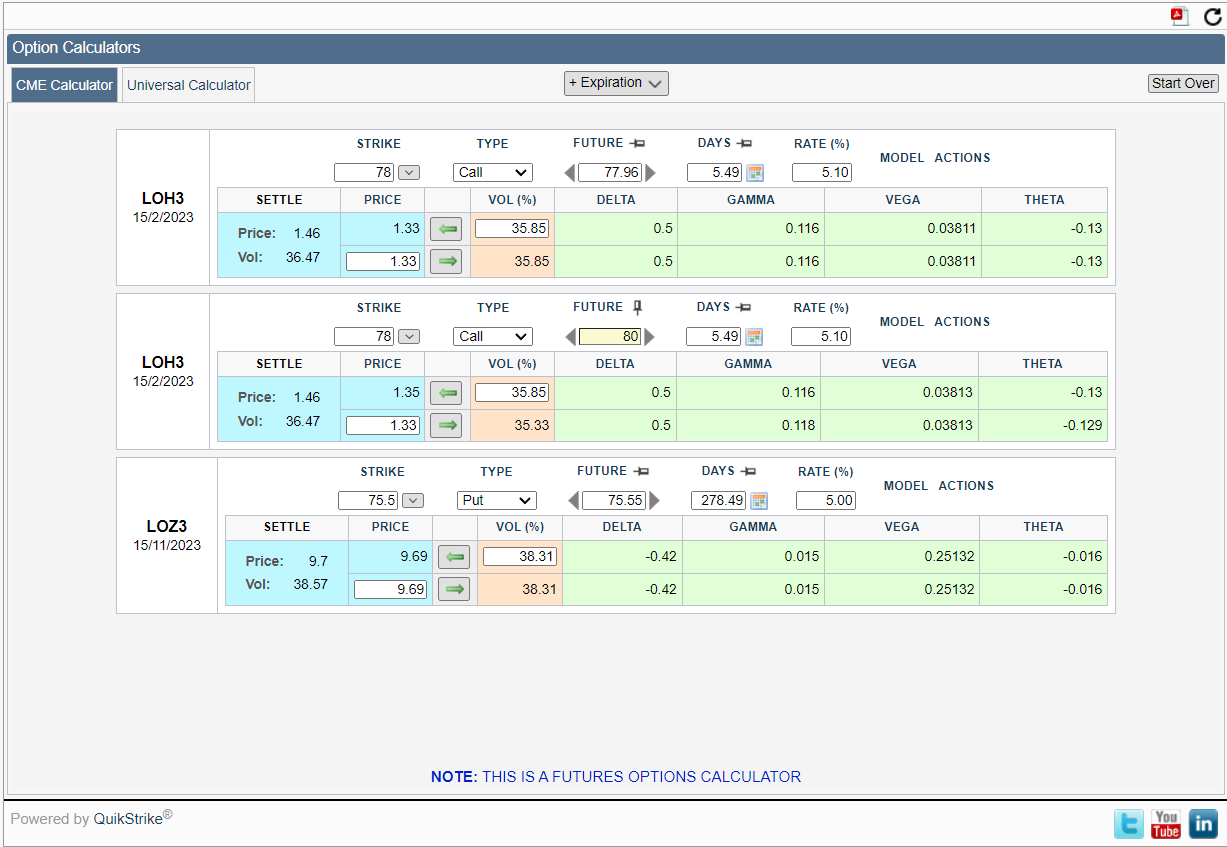 Option Calculators
CME Calculator Universal Calculator + Expiration Start Over
STRIKE TYPE FUTURE DAYS RATE (%) MODEL ACTIONS
78 Call 77.96 5.49 5.10
LOH3
15/2/2023
SETTLE PRICE VOL (%) DELTA GAMMA VEGA THETA
Price: 1.46 1.33 35.85 0.5 0.116 0.03811 -0.13
Vol: 36.47 1.33 35.85 0.5 0.116 0.03811 -0.13
STRIKE TYPE FUTURE DAYS RATE (%) MODEL ACTIONS
78 Call 80 5.49 5.10
LOH3
15/2/2023
SETTLE PRICE VOL (%) DELTA GAMMA VEGA THETA
Price: 1.46 1.35 35.85 0.5 0.116 0.03813 -0.13
Vol: 36.47 1.33 35.33 0.5 0.118 0.03813 -0.129
STRIKE TYPE FUTURE DAYS RATE (%) MODEL ACTIONS
75.5 Put 75.55 278.49 5.00
LOZ3
15/11/2023
SETTLE PRICE VOL (%) DELTA GAMMA VEGA THETA
Price: 9.7 9.69 38.31 -0.42 0.015 0.25132 -0.016
Vol: 38.57 9.69 38.31 -0.42 0.015 0.25132 -0.016
NOTE: THIS IS A FUTURES OPTIONS CALCULATOR
Powered by QuikStrike®
You
Tube
in